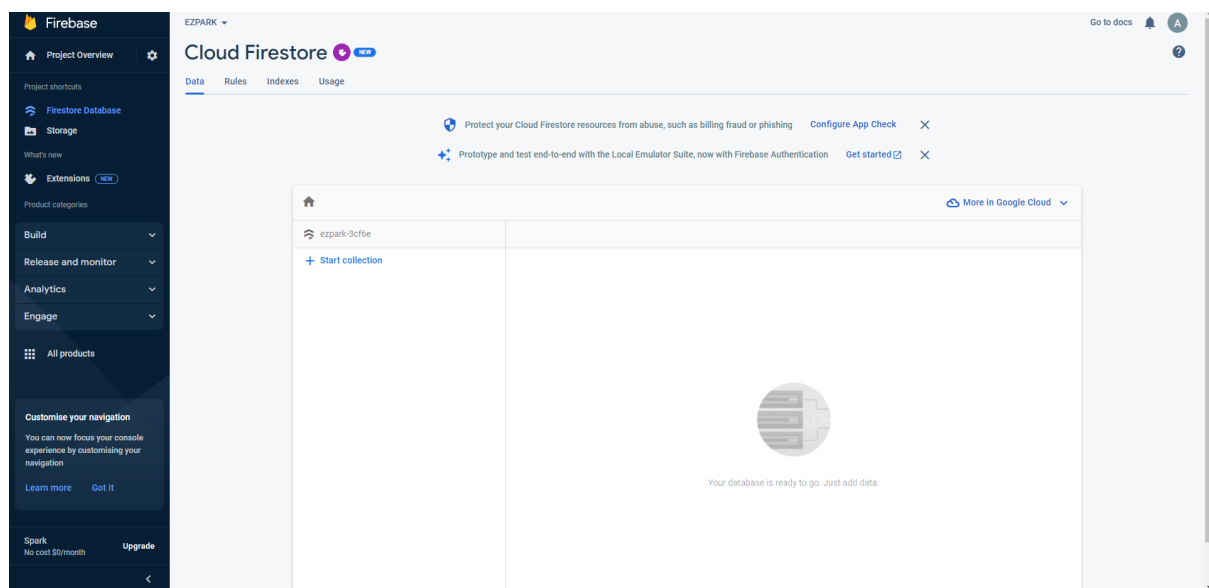 Firebase
Project Overview
Project shortcuts
Firestore Database
Storage
What's new
Extensions NEW
Product categories
Build
Release and monitor
Analytics
Engage
All products
Customise your navigation
You can now focus your console
experience by customising your
navigation
Learn more Got it
Spark
No cost $0/month
Upgrade
EZPARK
Go to docs
A
Cloud Firestore NEW
Data Rules Indexes Usage
Protect your Cloud Firestore resources from abuse, such as billing fraud or phishing Configure App Check
Prototype and test end-to-end with the Local Emulator Suite, now with Firebase Authentication Get started
More in Google Cloud
ezpark-3cf6e
+ Start collection
Your database is ready to go. Just add data.